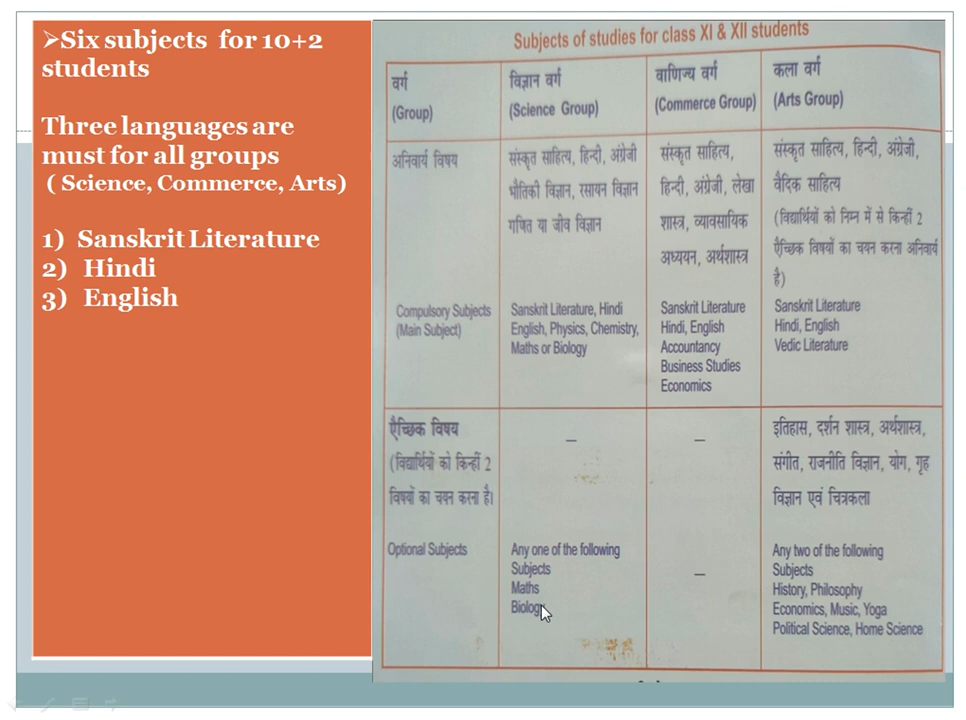 ➢Six subjects for 10+2
students
Three languages are
must for all groups
( Science, Commerce, Arts)
1) Sanskrit Literature
2) Hindi
3) English
Subjects of studies for class XI & XII students
वर्ग
(Group)
विज्ञान वर्ग
(Science Group)
वाणिज्य वर्ग
(Commerce Group)
कला वर्ग
(Arts Group)
अनिवार्य विषय
संस्कृत साहित्य, हिन्दी, अंग्रेजी
भौतिकी विज्ञान, रसायन विज्ञान
गणित या जीव विज्ञान
संस्कृत साहित्य,
हिन्दी, अंग्रेजी, लेखा
शास्त्र, व्यावसायिक
अध्ययन, अर्थशास्त्र
संस्कृत साहित्य, हिन्दी, अंग्रेजी,
वैदिक साहित्य
(विद्यार्थियों को निम्न में से किन्हीं 2
ऐच्छिक विषयों का चयन करना अनिवार्य
है)
Compulsory Subjects
(Main Subject)
Sanskrit Literature, Hindi
English, Physics, Chemistry,
Maths or Biology
Sanskrit Literature
Hindi, English
Accountancy
Business Studies
Economics
Sanskrit Literature
Hindi, English
Vedic Literature
ऐच्छिक विषय
(विद्यार्थियों को किन्हीं 2
विषयों का चयन करना है।
–
–
इतिहास, दर्शन शास्त्र, अर्थशास्त्र,
संगीत, राजनीति विज्ञान, योग, गृह
विज्ञान एवं चित्रकला
Optional Subjects
Any one of the following
Subjects
Maths
Biology
–
Any two of the following
Subjects
History, Philosophy
Economics, Music, Yoga
Political Science, Home Science